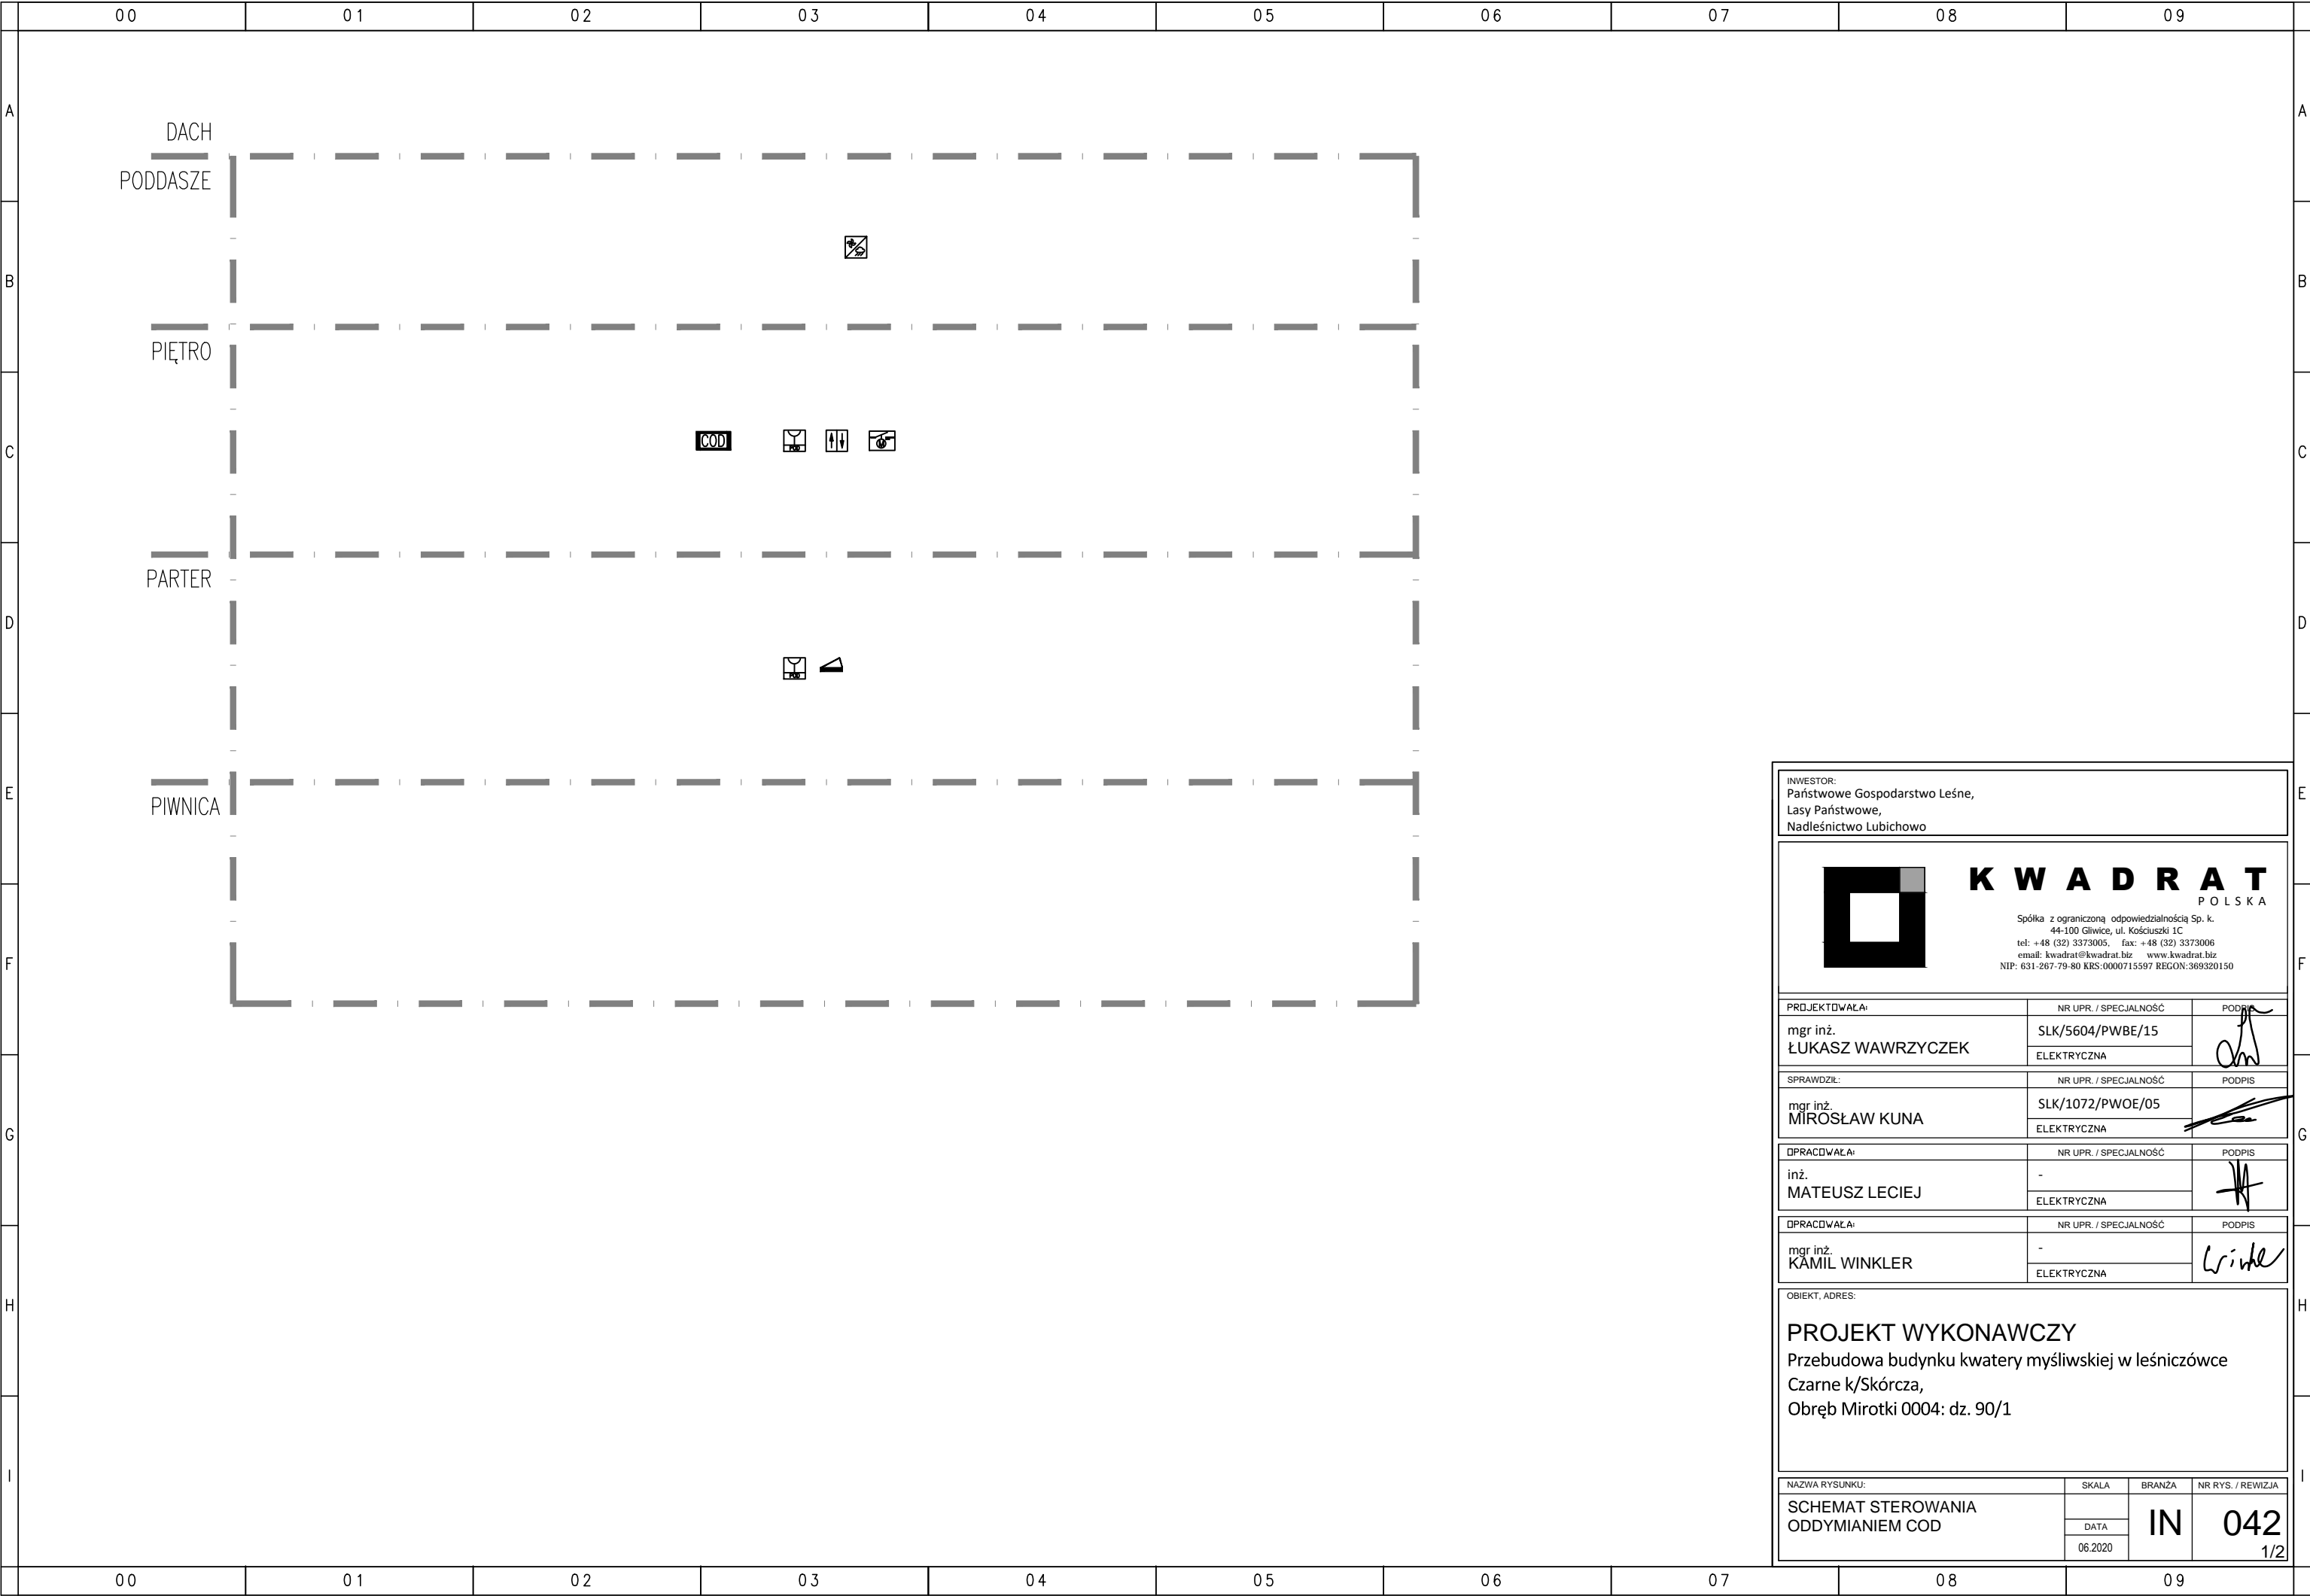 00 01 02 03 04 05 06 07 08 09
A A
DACH
PODDASZE
B B
PIĘTRO
C COD C
PARTER
D D
E E
PIWNICA
F F
G G
H H
I I
INWESTOR:
Państwowe Gospodarstwo Leśne,
Lasy Państwowe,
Nadleśnictwo Lubichowo
KWADRAT
POLSKA
Spółka z ograniczoną odpowiedzialnością Sp. k.
44-100 Gliwice, ul. Kościuszki 1C
tel: +48 (32) 3373005, fax: +48 (32) 3373006
email: kwadrat@kwadrat.biz www.kwadrat.biz
NIP: 631-267-79-80 KRS:0000715597 REGON:369320150
PROJEKTOWAŁA: NR UPR. / SPECJALNOŚĆ PODPIS
mgr inż. SLK/5604/PWBE/15
ŁUKASZ WAWRZYCZEK
ELEKTRYCZNA
SPRAWDZIŁ: NR UPR. / SPECJALNOŚĆ PODPIS
mgr inż. SLK/1072/PWOE/05
MIROSŁAW KUNA
ELEKTRYCZNA
OPRACOWAŁA: NR UPR. / SPECJALNOŚĆ PODPIS
inż. -
MATEUSZ LECIEJ
ELEKTRYCZNA
OPRACOWAŁA: NR UPR. / SPECJALNOŚĆ PODPIS
mgr inż. -
KAMIL WINKLER
ELEKTRYCZNA
OBIEKT, ADRES:
PROJEKT WYKONAWCZY
Przebudowa budynku kwatery myśliwskiej w leśniczówce
Czarne k/Skórcza,
Obręb Mirotki 0004: dz. 90/1
NAZWA RYSUNKU: SKALA BRANŻA NR RYS. / REWIZJA
SCHEMAT STEROWANIA
ODDYMIANIEM COD
DATA
06.2020
IN
042
1/2
00 01 02 03 04 05 06 07 08 09